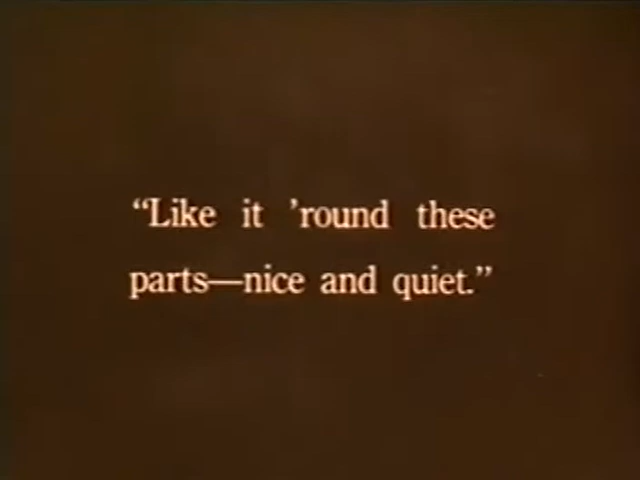 “Like it ’round these
parts—nice and quiet.”